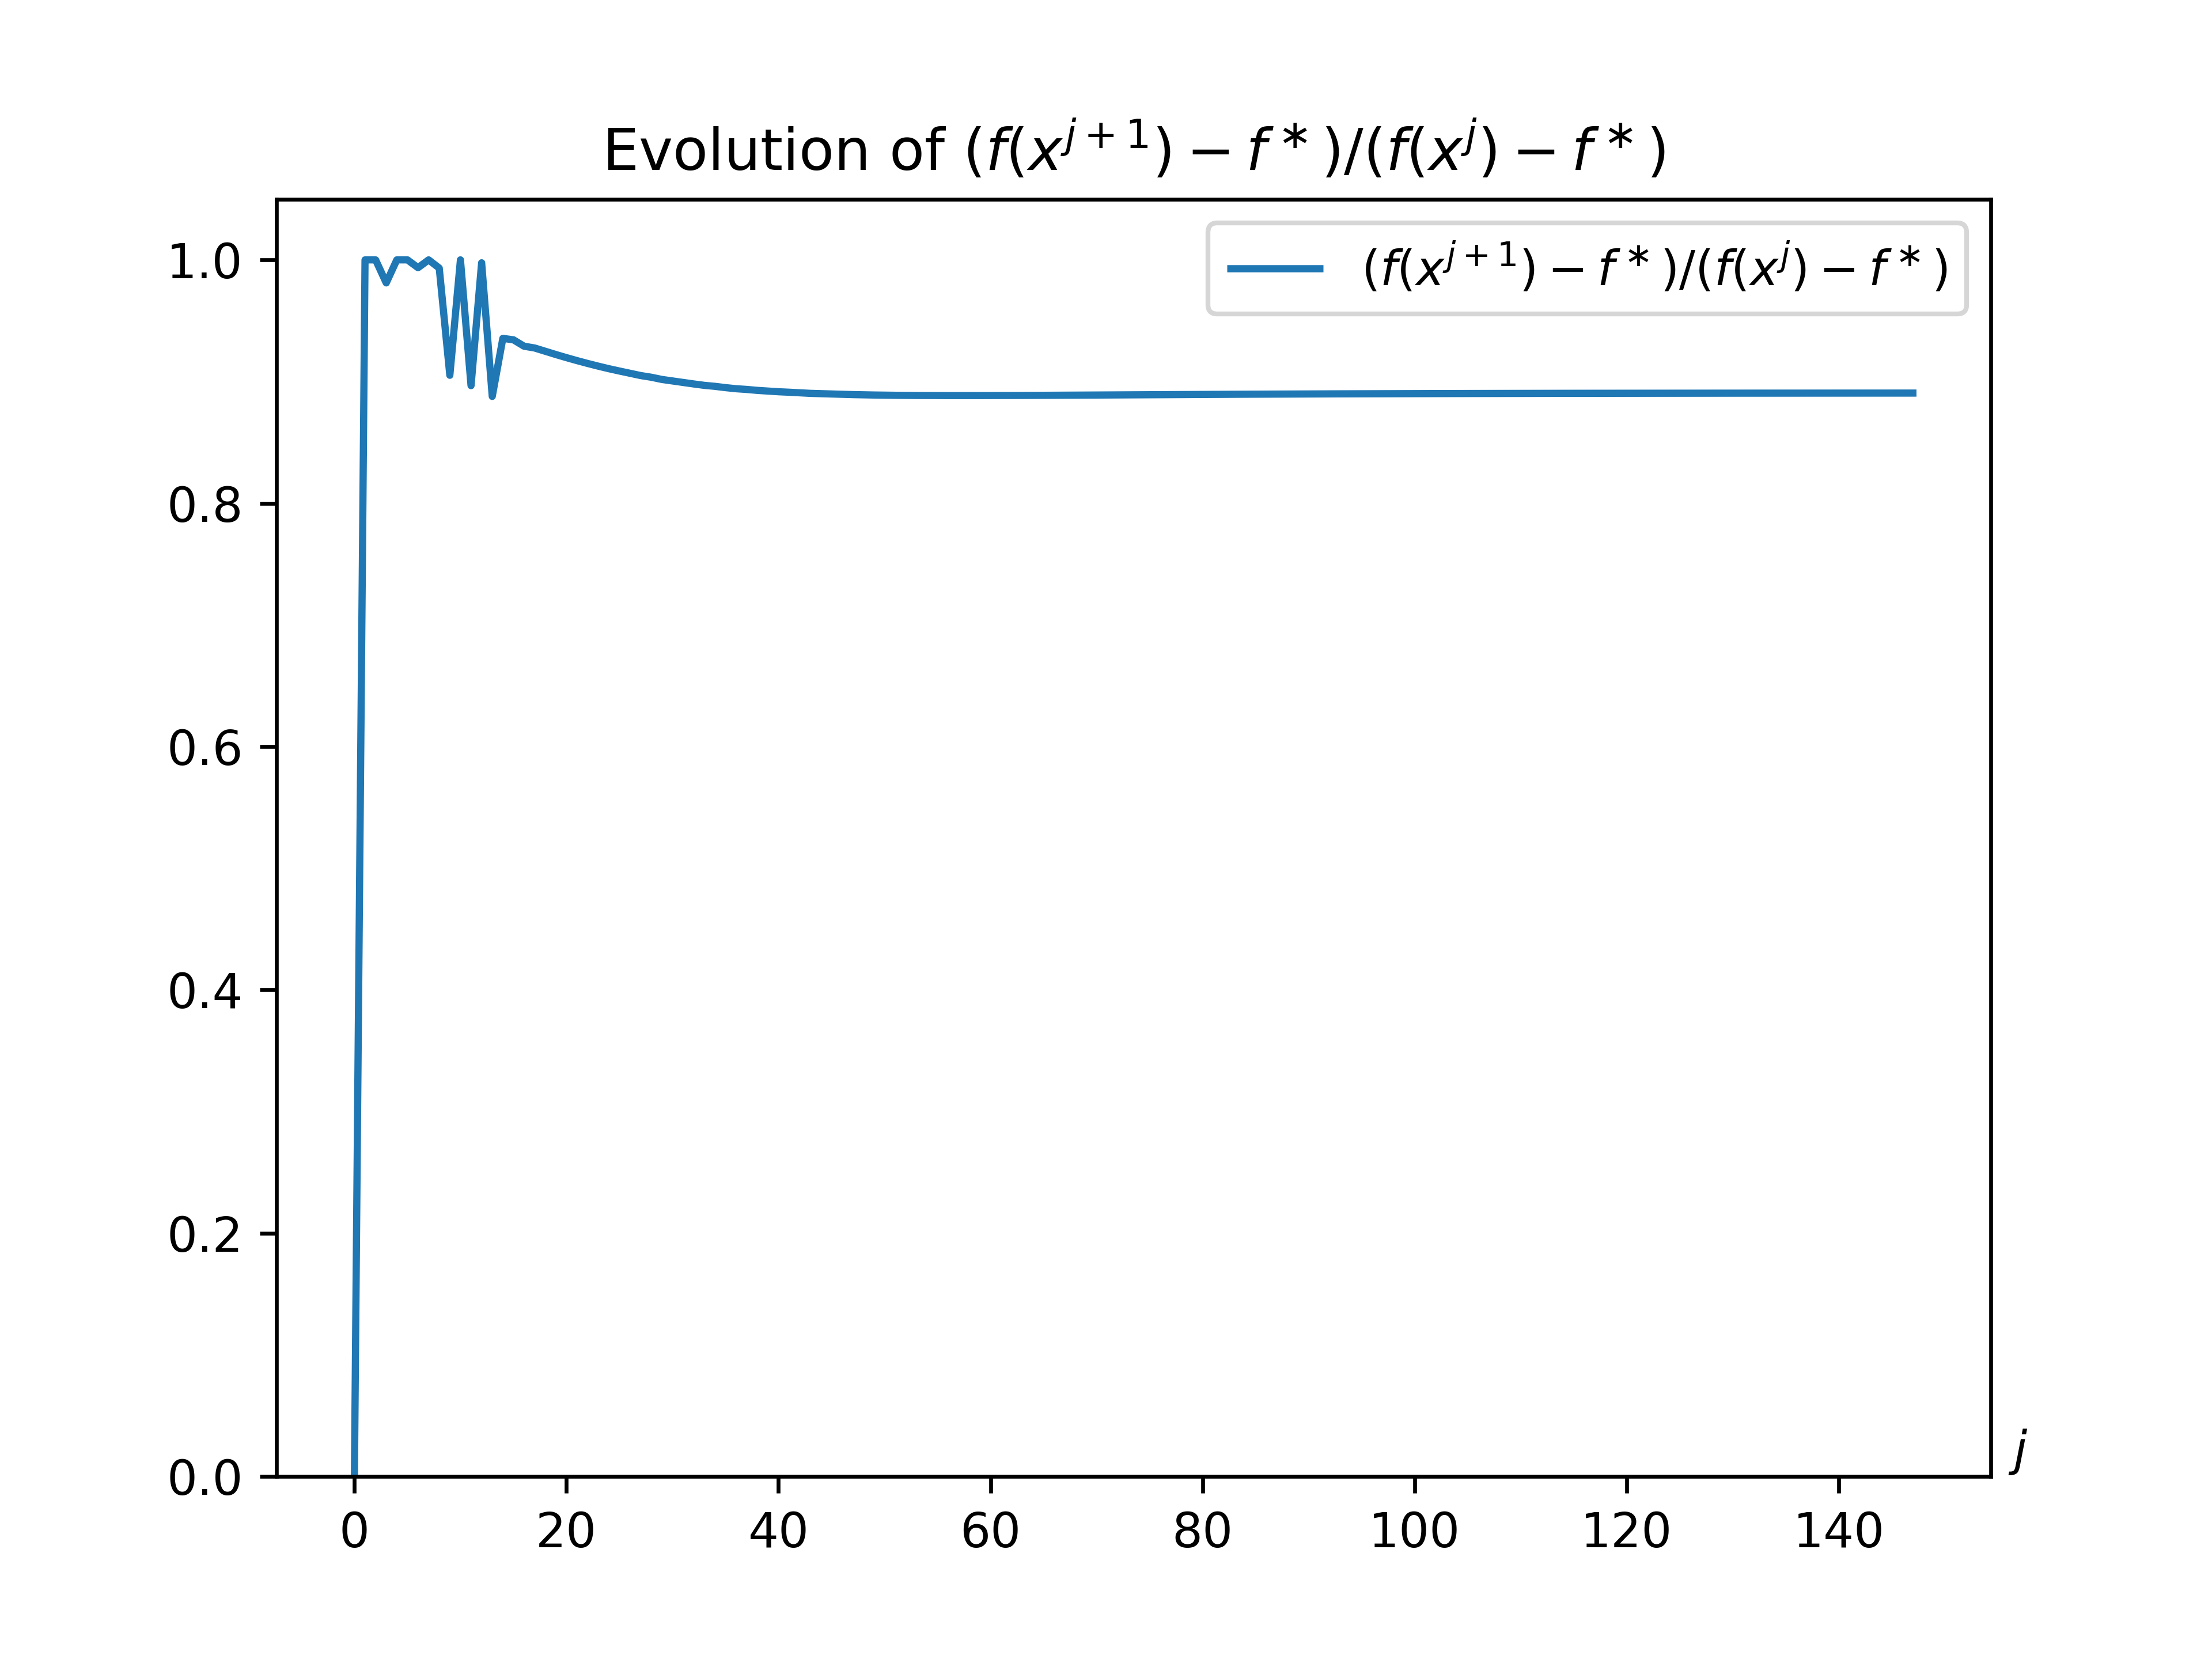 Evolution of $(f(x^{j+1}) - f*)/(f(x^{j}) - f*)$
$(f(x^{j+1}) - f*)/(f(x^{j}) - f*)$
1.0
0.8
0.6
0.4
0.2
0.0
0 20 40 60 80 100 120 140
j